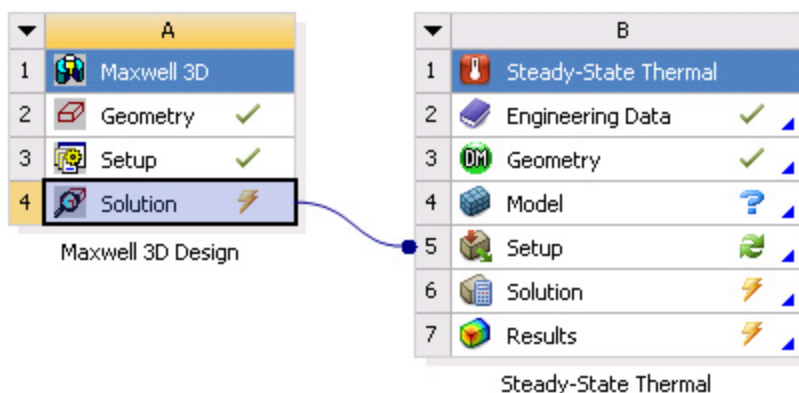 A
1 Maxwell 3D
2 Geometry
3 Setup
4 Solution
Maxwell 3D Design
B
1 Steady-State Thermal
2 Engineering Data
3 DM Geometry
4 Model
5 Setup
6 Solution
7 Results
Steady-State Thermal